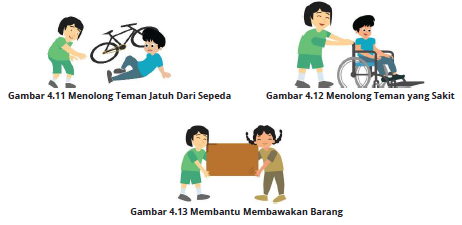 Gambar 4.11 Menolong Teman Jatuh Dari Sepeda
Gambar 4.12 Menolong Teman yang Sakit
Gambar 4.13 Membantu Membawakan Barang